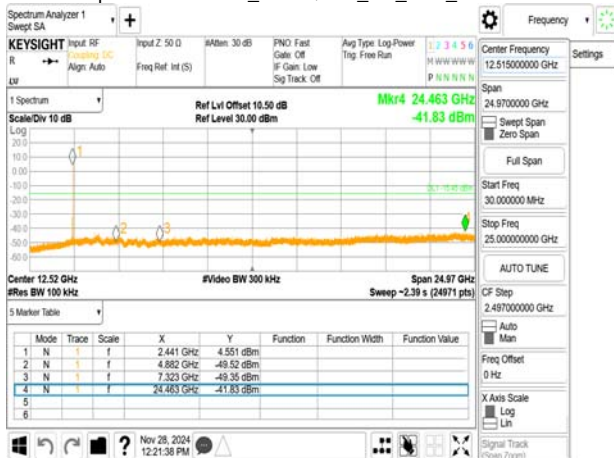 Spectrum Analyzer 1
Swept SA
+
Frequency
KEYSIGHT
R
Input: RF
Coupling: DC
Align: Auto
Input Z: 50 Ω
Freq Ref: Int (S)
#Atten: 30 dB
PNO: Fast
Gate: Off
IF Gain: Low
Sig Track: Off
Avg Type: Log-Power
Trig: Free Run
1 2 3 4 5 6
M W W W W W
P N N N N N
1 Spectrum
Scale/Div 10 dB
Ref Lvl Offset 10.50 dB
Ref Level 30.00 dBm
Mkr4 24.463 GHz
-41.83 dBm
Log
20.0
10.0
0.00
-10.0
-20.0
-30.0
-40.0
-50.0
-60.0
1
2
3
Center 12.52 GHz
#Res BW 100 kHz
#Video BW 300 kHz
Span 24.97 GHz
Sweep ~2.39 s (24971 pts)
5 Marker Table
Mode Trace Scale X Y Function Function Width Function Value
1 N 1 f 2.441 GHz 4.551 dBm
2 N 1 f 4.882 GHz -49.52 dBm
3 N 1 f 7.323 GHz -49.35 dBm
4 N 1 f 24.463 GHz -41.83 dBm
5
6
Nov 28, 2024
12:21:38 PM
Center Frequency
12.515000000 GHz
Settings
Span
24.9700000 GHz
Swept Span
Zero Span
Full Span
Start Freq
30.000000 MHz
Stop Freq
25.000000000 GHz
AUTO TUNE
CF Step
2.497000000 GHz
Auto
Man
Freq Offset
0 Hz
X Axis Scale
Log
Lin
Signal Track
(Span Zoom)